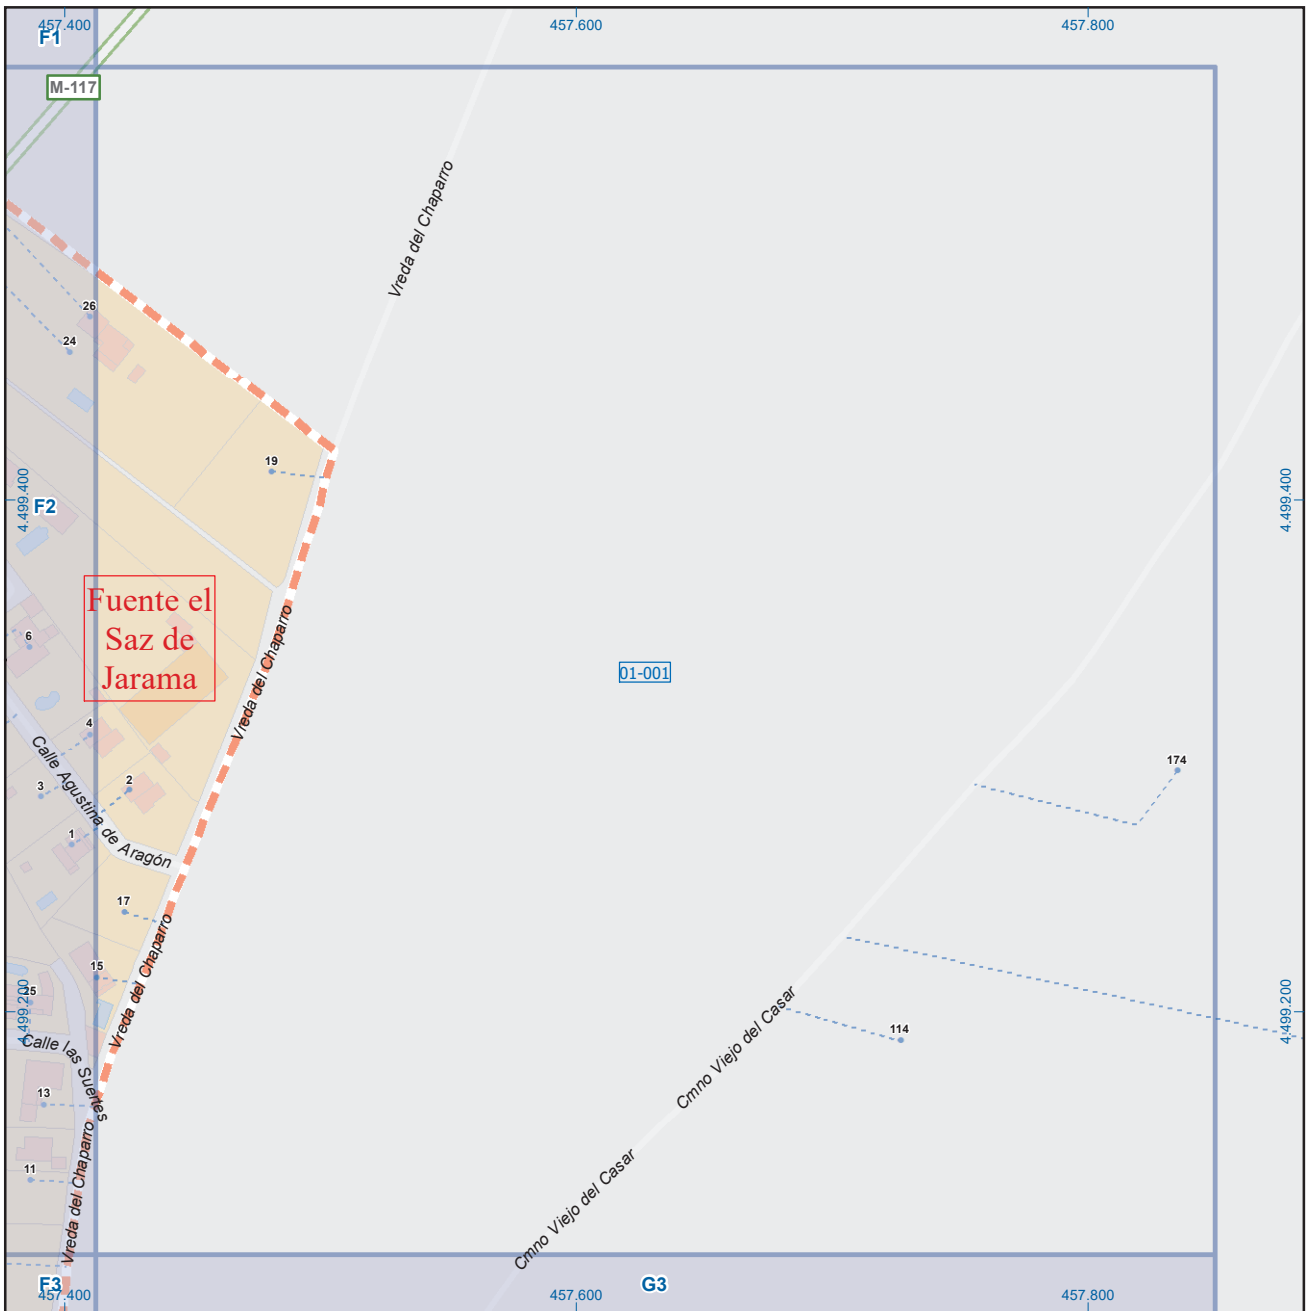 457.400
457.600
457.800
F1
M-117
Vreda del Chaparro
26
24
19
4.499.400
F2
4.499.400
Fuente el
Saz de
Jarama
6
Vreda del Chaparro
01-001
4
Calle Agustina de Aragón
3
2
1
174
17
Vreda del Chaparro
15
25
4.499.200
4.499.200
Cmno Viejo del Casar
114
Calle las Suertes
13
Vreda del Chaparro
11
Cmno Viejo del Casar
F3
G3
457.400
457.600
457.800